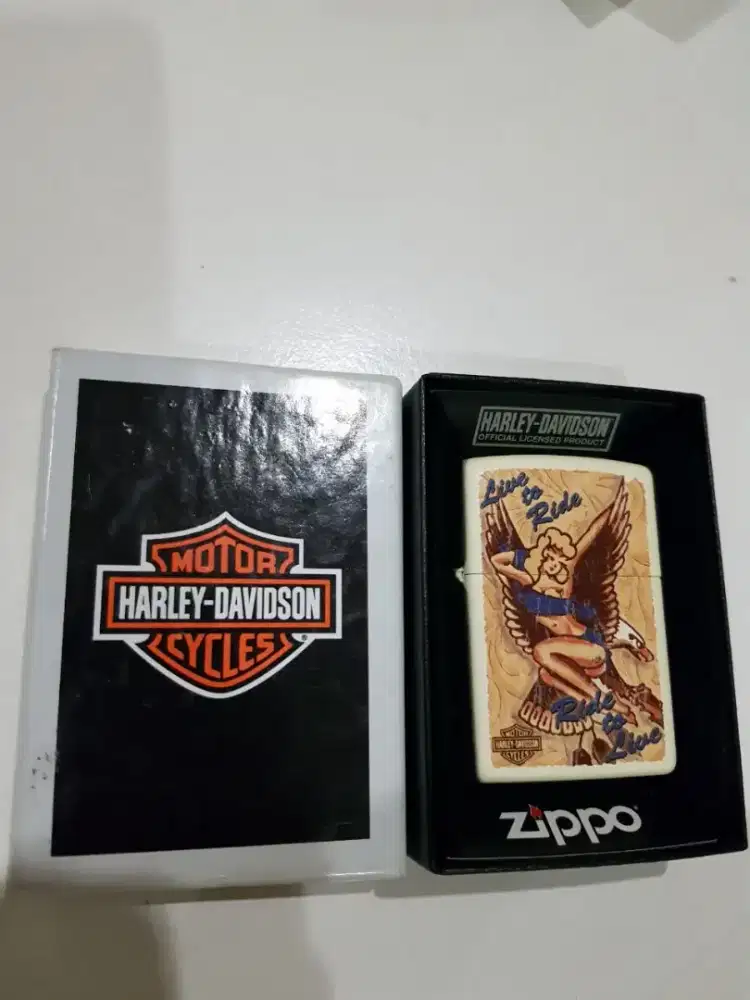 MOTOR
HARLEY-DAVIDSON
CYCLES
®
HARLEY-DAVIDSON
OFFICIAL LICENSED PRODUCT
Live
to
Ride
Ride
to
Live
MOTOR
HARLEY-DAVIDSON
CYCLES
zippo